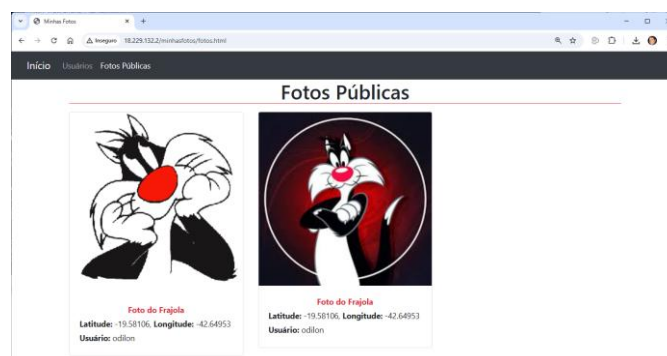 Minhas Fotos
Inseguro 18.229.132.2/minhasfotos/fotos.html
Início Usuários Fotos Públicas
Fotos Públicas
Foto do Frajola
Latitude: -19.58106, Longitude: -42.64953
Usuário: odilon
Foto do Frajola
Latitude: -19.58106, Longitude: -42.64953
Usuário: odilon